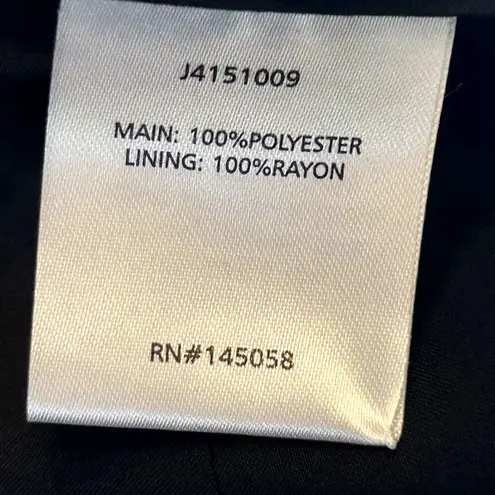 J4151009
MAIN: 100%POLYESTER
LINING: 100%RAYON
RN#145058